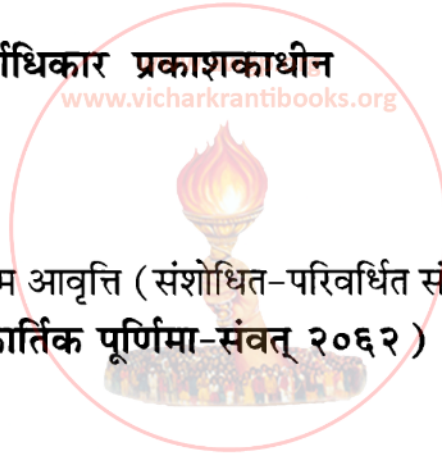 र्वाधिकार प्रकाशकाधीन
www.vicharkrantibooks.org
म आवृत्ति ( संशोधित-परिवर्धित सं
कार्तिक पूर्णिमा-संवत् २०६२ )